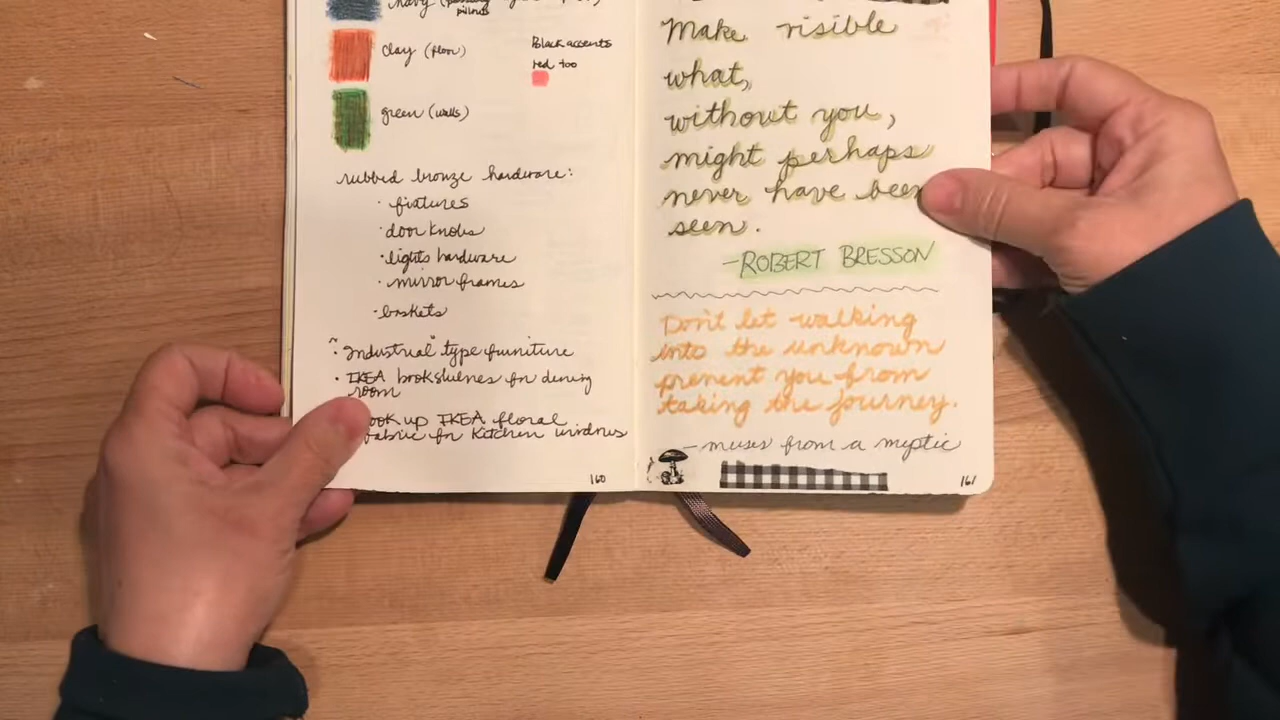 navy
pillows
clay (floor)
Black accents
red too
green (walls)
rubbed bronze hardware:
· fixtures
· door knobs
· lights hardware
· mirror frames
· baskets
· "Industrial" type furniture
· IKEA bookshelves for dining
room
ook up IKEA floral
fabric for kitchen windows
160
Make visible
what,
without you,
might perhaps
never have been
seen.
-ROBERT BRESSON
Don't let walking
into the unknown
prevent you from
taking the journey.
- muses from a mystic
161